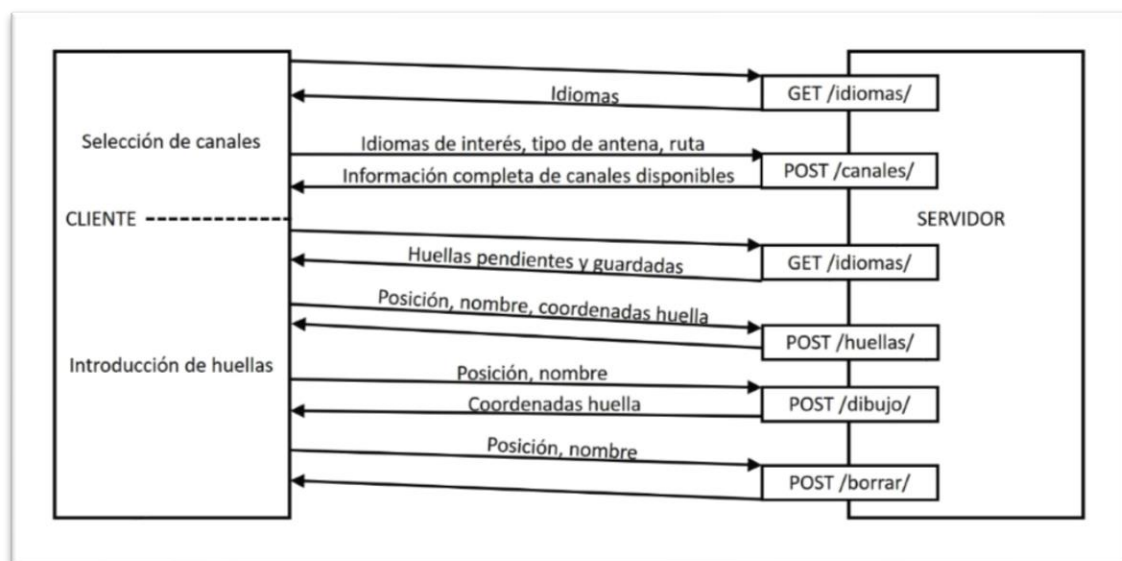 Idiomas
GET /idiomas/
Selección de canales
Idiomas de interés, tipo de antena, ruta
POST /canales/
Información completa de canales disponibles
CLIENTE
SERVIDOR
Huellas pendientes y guardadas
GET /idiomas/
Posición, nombre, coordenadas huella
POST /huellas/
Introducción de huellas
Posición, nombre
Coordenadas huella
POST /dibujo/
Posición, nombre
POST /borrar/